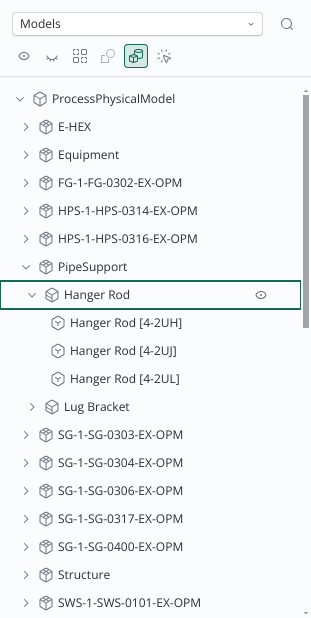 Models
ProcessPhysicalModel
E-HEX
Equipment
FG-1-FG-0302-EX-OPM
HPS-1-HPS-0314-EX-OPM
HPS-1-HPS-0316-EX-OPM
PipeSupport
Hanger Rod
Hanger Rod [4-2UH]
Hanger Rod [4-2UJ]
Hanger Rod [4-2UL]
Lug Bracket
SG-1-SG-0303-EX-OPM
SG-1-SG-0304-EX-OPM
SG-1-SG-0306-EX-OPM
SG-1-SG-0317-EX-OPM
SG-1-SG-0400-EX-OPM
Structure
SWS-1-SWS-0101-EX-OPM